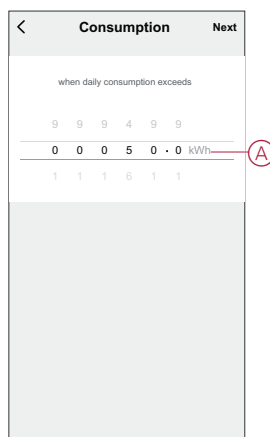 Consumption Next
when daily consumption exceeds
9 9 9 4 9 9
0 0 0 5 0 · 0 kWh
1 1 1 6 1 1
A